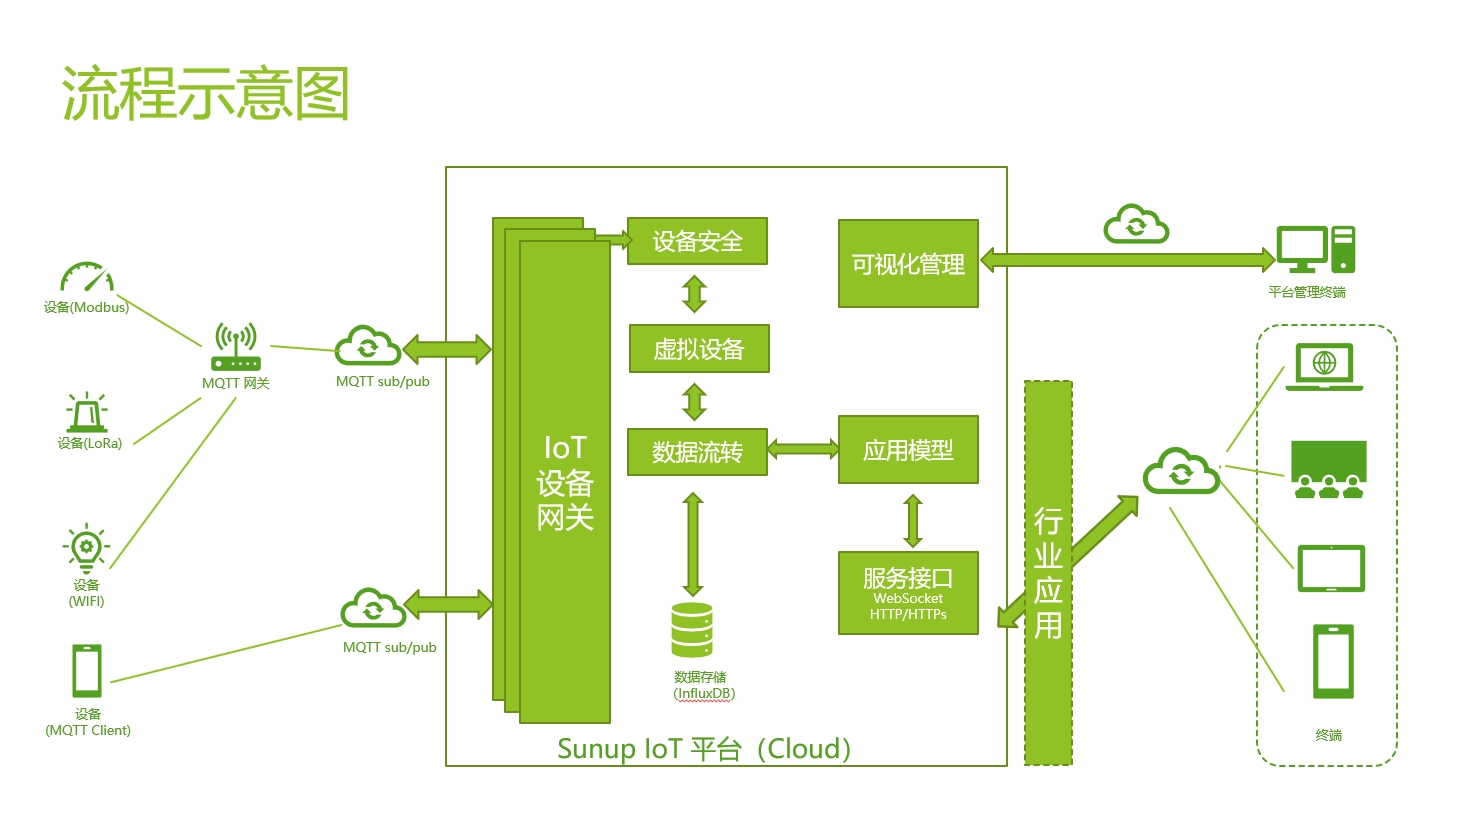 流程示意图
设备(Modbus)
设备(LoRa)
设备
(WIFI)
设备
(MQTT Client)
MQTT 网关
MQTT sub/pub
MQTT sub/pub
IoT
设备
网关
设备安全
虚拟设备
数据流转
数据存储
（InfluxDB）
可视化管理
应用模型
服务接口
WebSocket
HTTP/HTTPs
Sunup IoT 平台（Cloud）
行
业
应
用
平台管理终端
终端